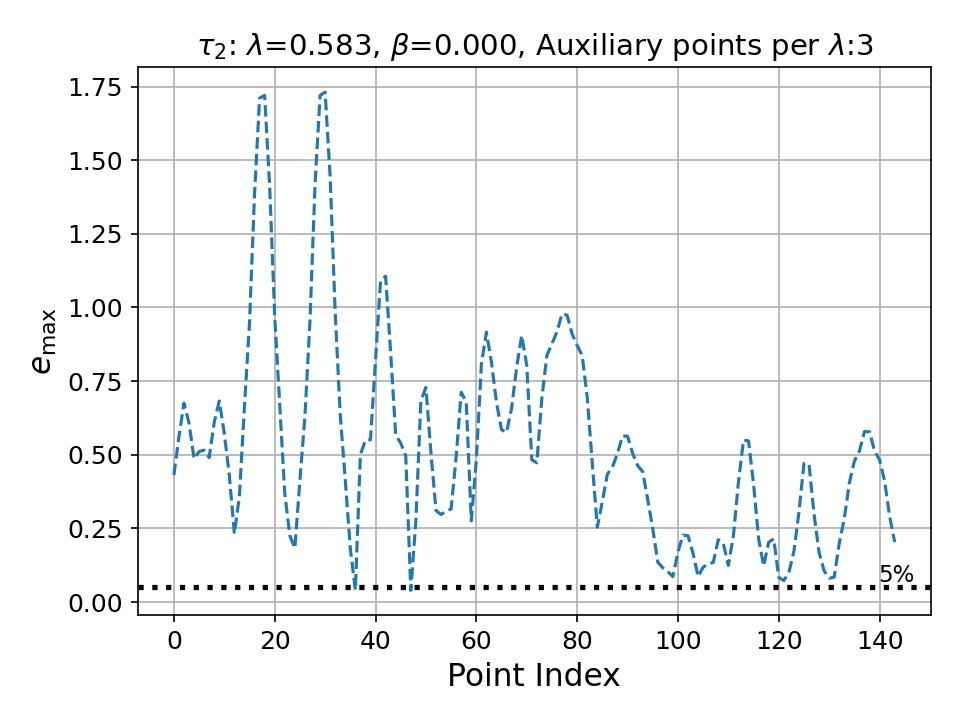 τ₂: λ=0.583, β=0.000, Auxiliary points per λ:3
1.75
1.50
1.25
1.00
0.75
0.50
0.25
0.00
e_max
5%
0 20 40 60 80 100 120 140
Point Index